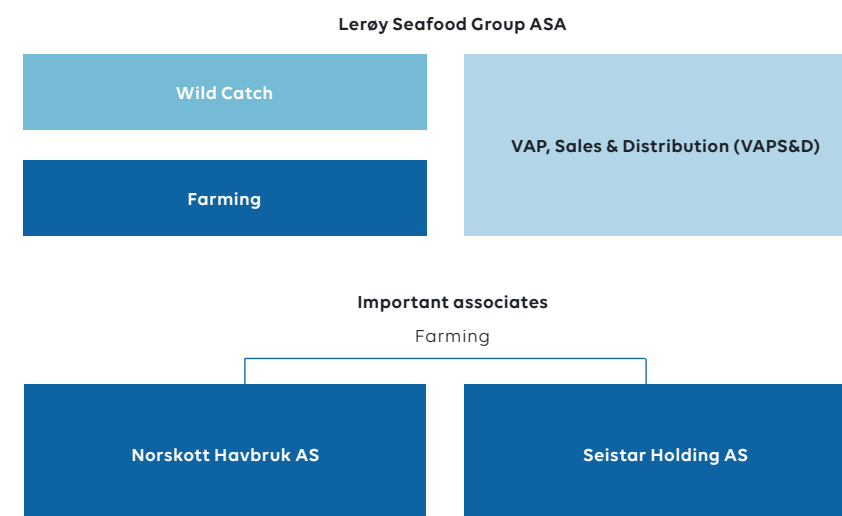 Lerøy Seafood Group ASA
Wild Catch
VAP, Sales & Distribution (VAPS&D)
Farming
Important associates
Farming
Norskott Havbruk AS
Seistar Holding AS